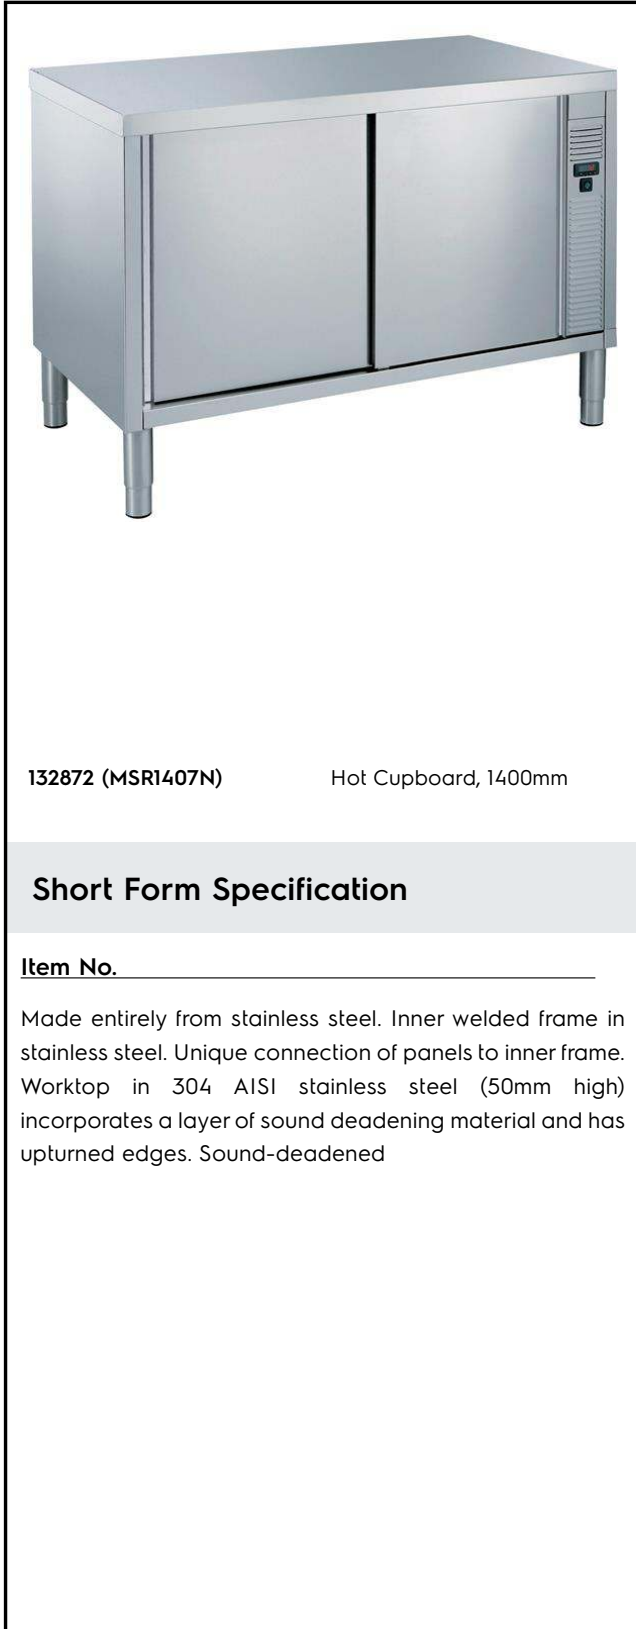 132872 (MSR1407N) Hot Cupboard, 1400mm
Short Form Specification
Item No.
Made entirely from stainless steel. Inner welded frame in
stainless steel. Unique connection of panels to inner frame.
Worktop in 304 AISI stainless steel (50mm high)
incorporates a layer of sound deadening material and has
upturned edges. Sound-deadened